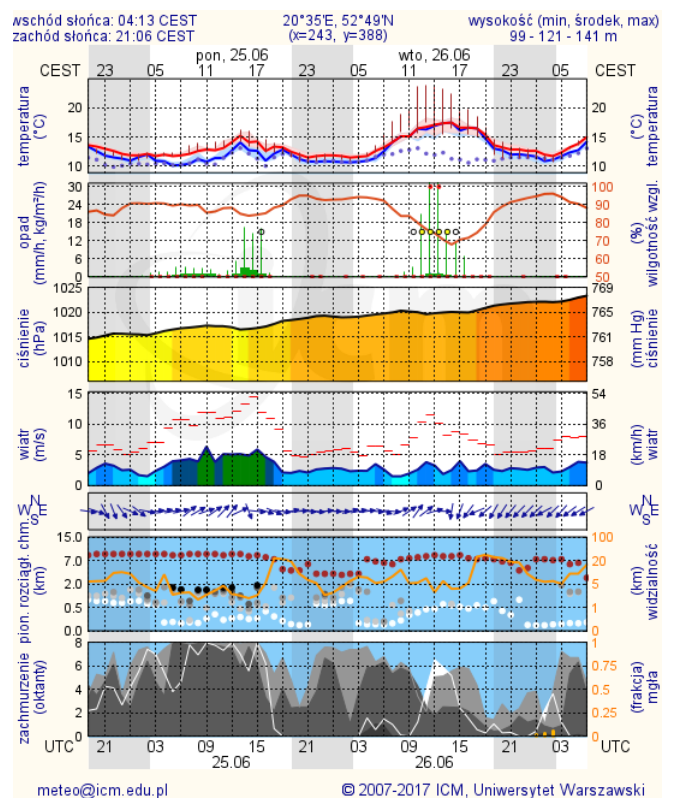 wschód słońca: 04:13 CEST 20°35'E, 52°49'N wysokość (min, środek, max)
zachód słońca: 21:06 CEST (x=243, y=388) 99 - 121 - 141 m
pon, 25.06 wto, 26.06
CEST 23 05 11 17 23 05 11 17 23 05 CEST
temperatura (°C)
20
15
10
20
15
10
(°C) temperatura
opad (mm/h, kg/m²/h)
30
24
18
12
6
0
100
90
80
70
60
50
(%) wilgotność wzgl.
ciśnienie (hPa)
1025
1020
1015
1010
769
765
761
758
(mm Hg) ciśnienie
wiatr (m/s)
15
10
5
0
54
36
18
0
(km/h) wiatr
N
W E
S
N
W E
S
pion. rozciągł. chm. (km)
15.0
7.0
2.0
0.5
0.0
100
20
5
1
0
(km) widzialność
zachmurzenie (oktanty)
8
6
4
2
0
1
0.75
0.5
0.25
0
(frakcja) mgła
UTC 21 03 09 15 21 03 09 15 21 03 UTC
25.06 26.06
meteo@icm.edu.pl © 2007-2017 ICM, Uniwersytet Warszawski